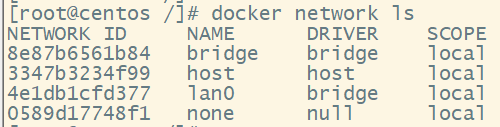 [root@centos /]# docker network ls
NETWORK ID     NAME      DRIVER    SCOPE
8e87b6561b84   bridge    bridge    local
3347b3234f99   host      host      local
4e1db1cfd377   lan0      bridge    local
0589d17748f1   none      null      local